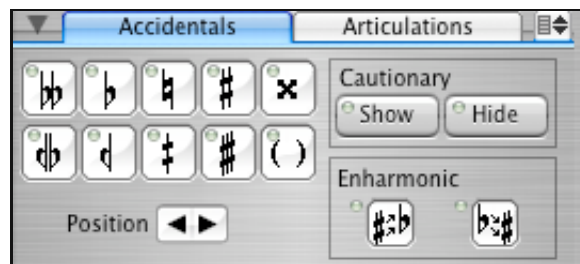 Accidentals Articulations
Cautionary
Show Hide
Enharmonic
Position